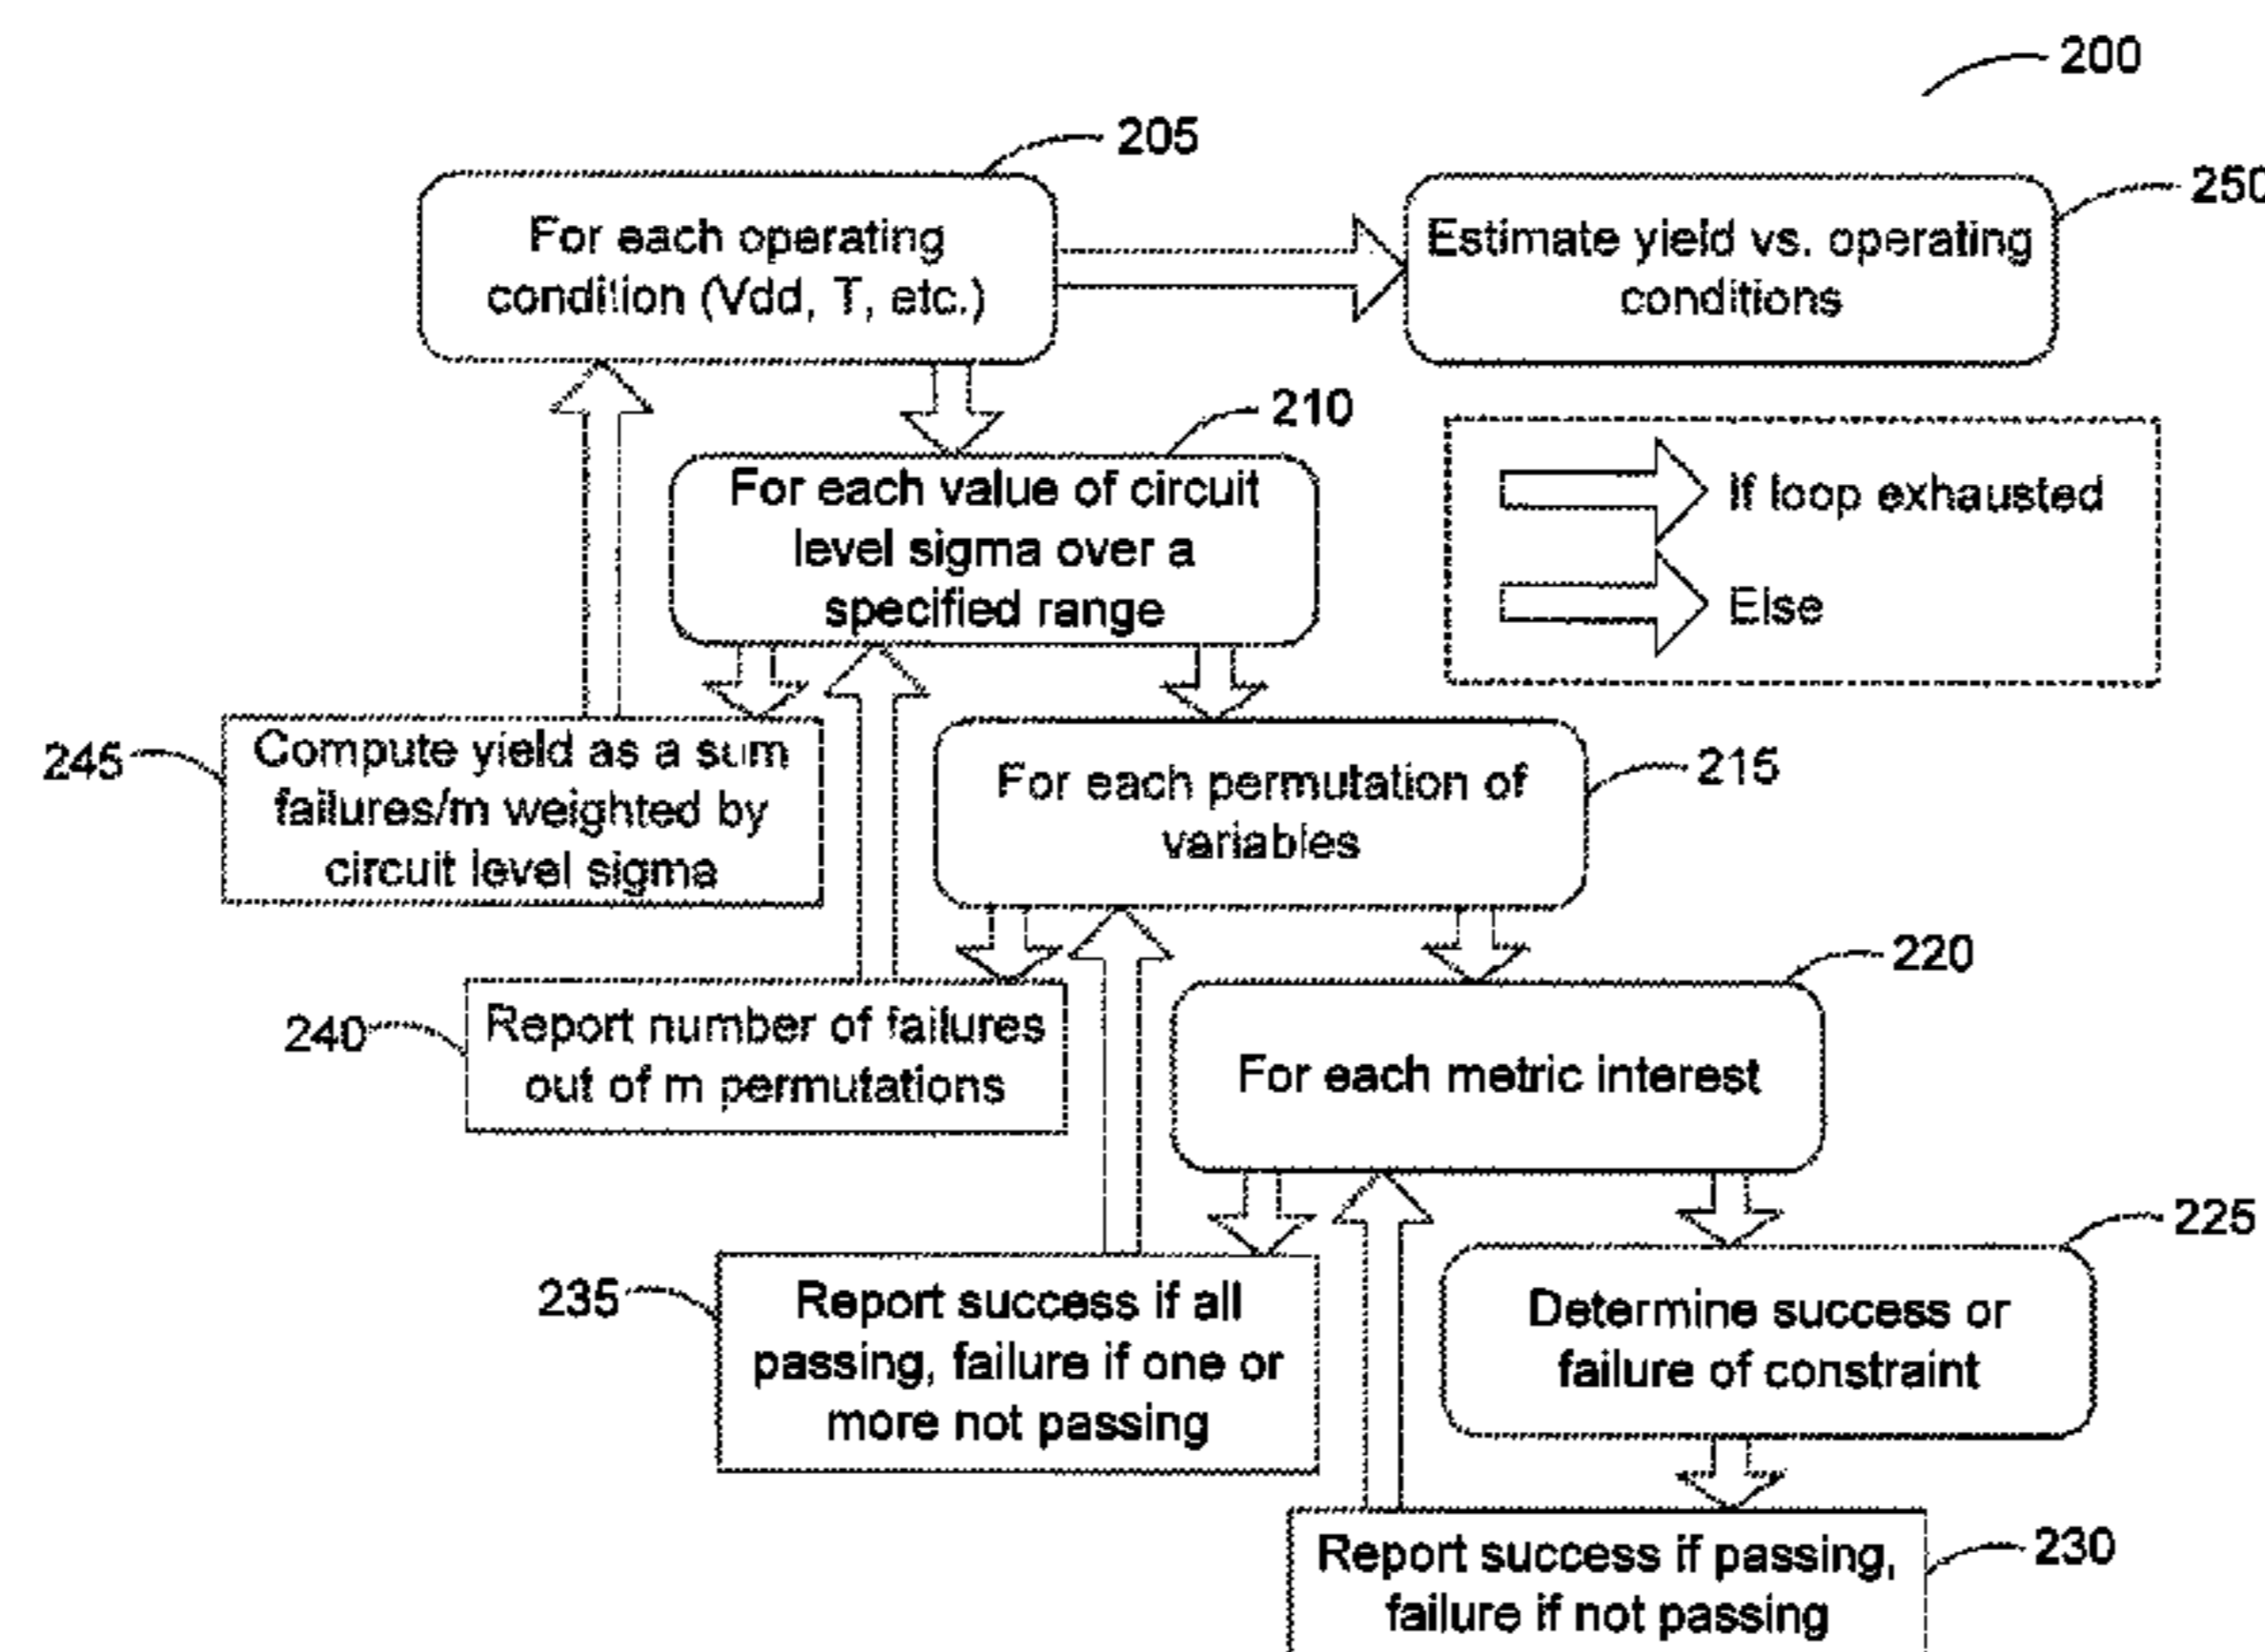 200
205
For each operating
condition (Vdd, T, etc.)
250
Estimate yield vs. operating
conditions
210
For each value of circuit
level sigma over a
specified range
If loop exhausted
Else
245
Compute yield as a sum
failures/m weighted by
circuit level sigma
215
For each permutation of
variables
240
Report number of failures
out of m permutations
220
For each metric interest
235
Report success if all
passing, failure if one or
more not passing
225
Determine success or
failure of constraint
230
Report success if passing,
failure if not passing